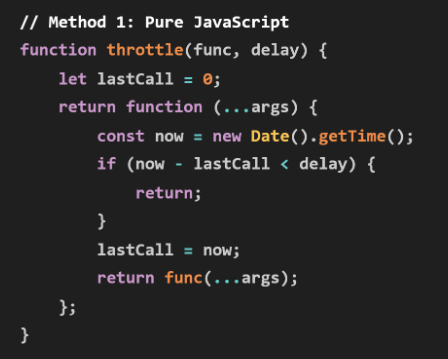 // Method 1: Pure JavaScript
function throttle(func, delay) {
    let lastCall = 0;
    return function (...args) {
        const now = new Date().getTime();
        if (now - lastCall < delay) {
            return;
        }
        lastCall = now;
        return func(...args);
    };
}